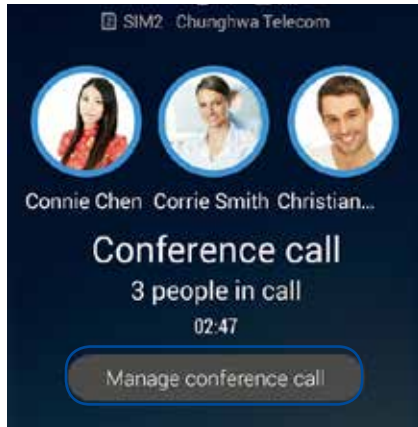 SIM2 Chunghwa Telecom
Connie Chen Corrie Smith Christian...
Conference call
3 people in call
02:47
Manage conference call